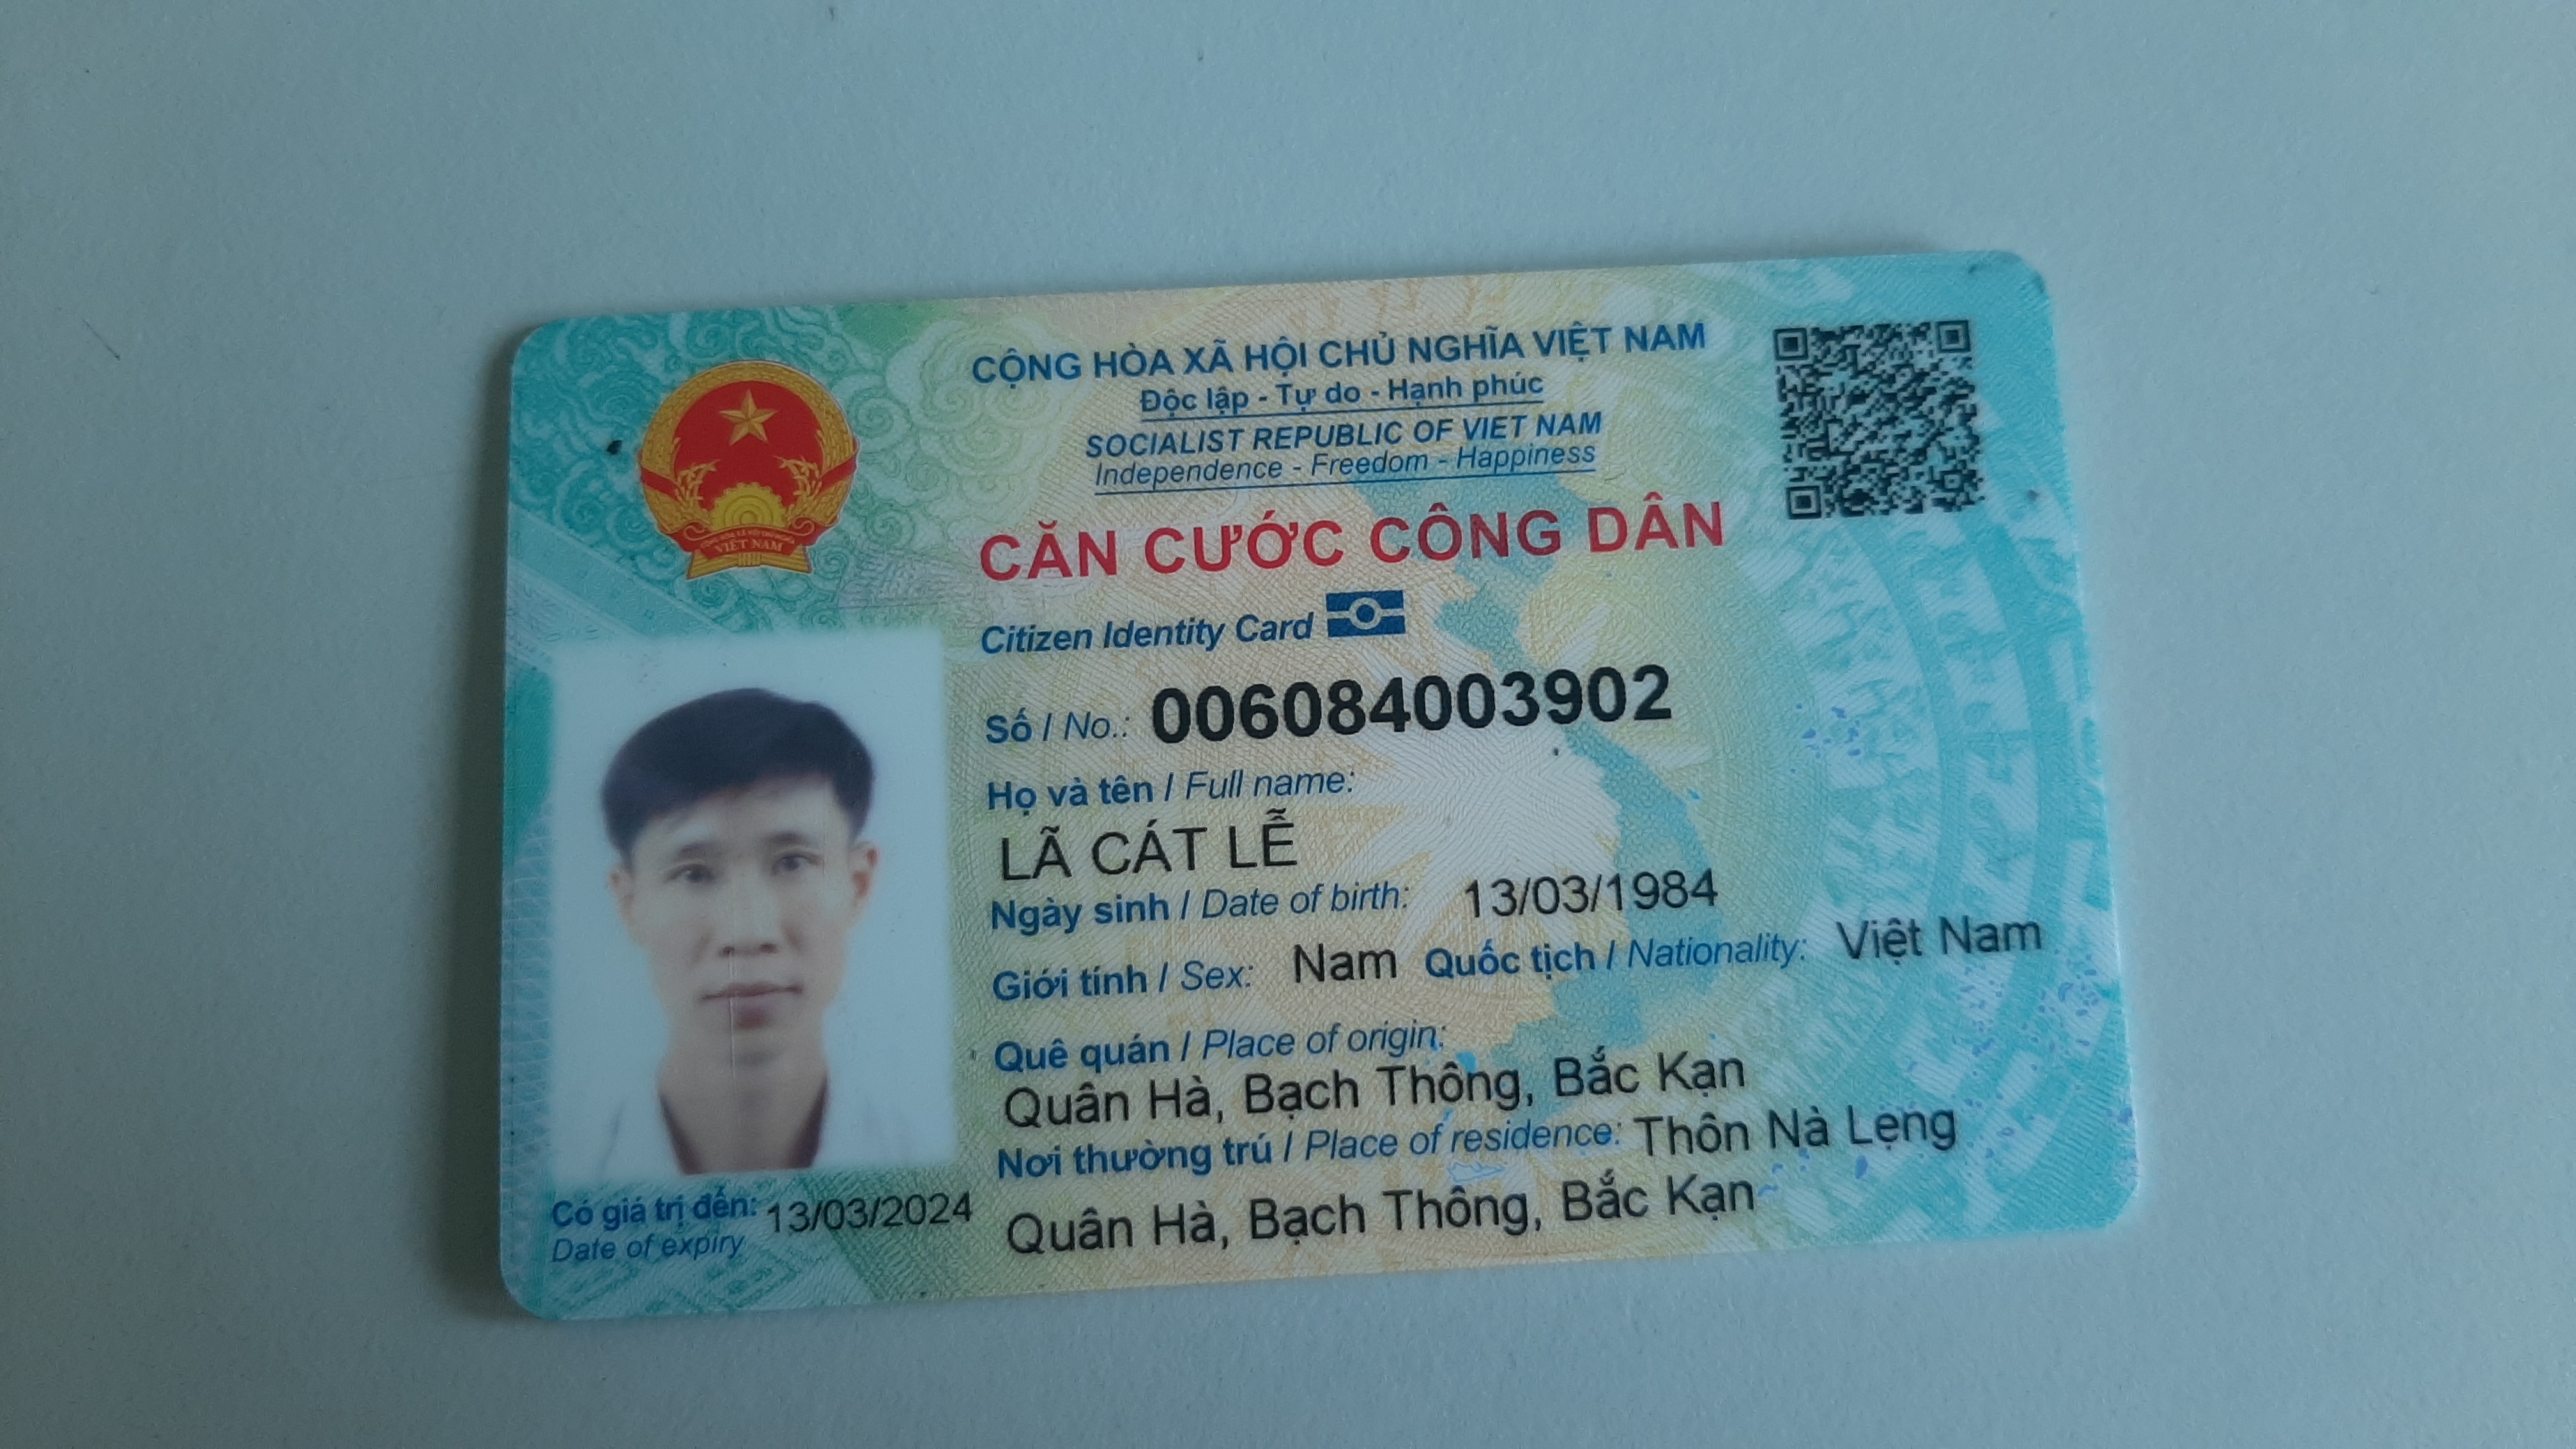 CỘNG HÒA XÃ HỘI CHỦ NGHĨA VIỆT NAM
Độc lập - Tự do - Hạnh phúc
SOCIALIST REPUBLIC OF VIET NAM
Independence - Freedom - Happiness
CĂN CƯỚC CÔNG DÂN
Citizen Identity Card
Số / No.: 006084003902
Họ và tên / Full name:
LÃ CÁT LỄ
Ngày sinh / Date of birth: 13/03/1984
Giới tính / Sex: Nam Quốc tịch / Nationality: Việt Nam
Quê quán / Place of origin:
Quân Hà, Bạch Thông, Bắc Kạn
Nơi thường trú / Place of residence: Thôn Nà Lẹng
Quân Hà, Bạch Thông, Bắc Kạn
Có giá trị đến: 13/03/2024
Date of expiry
VIỆT NAM